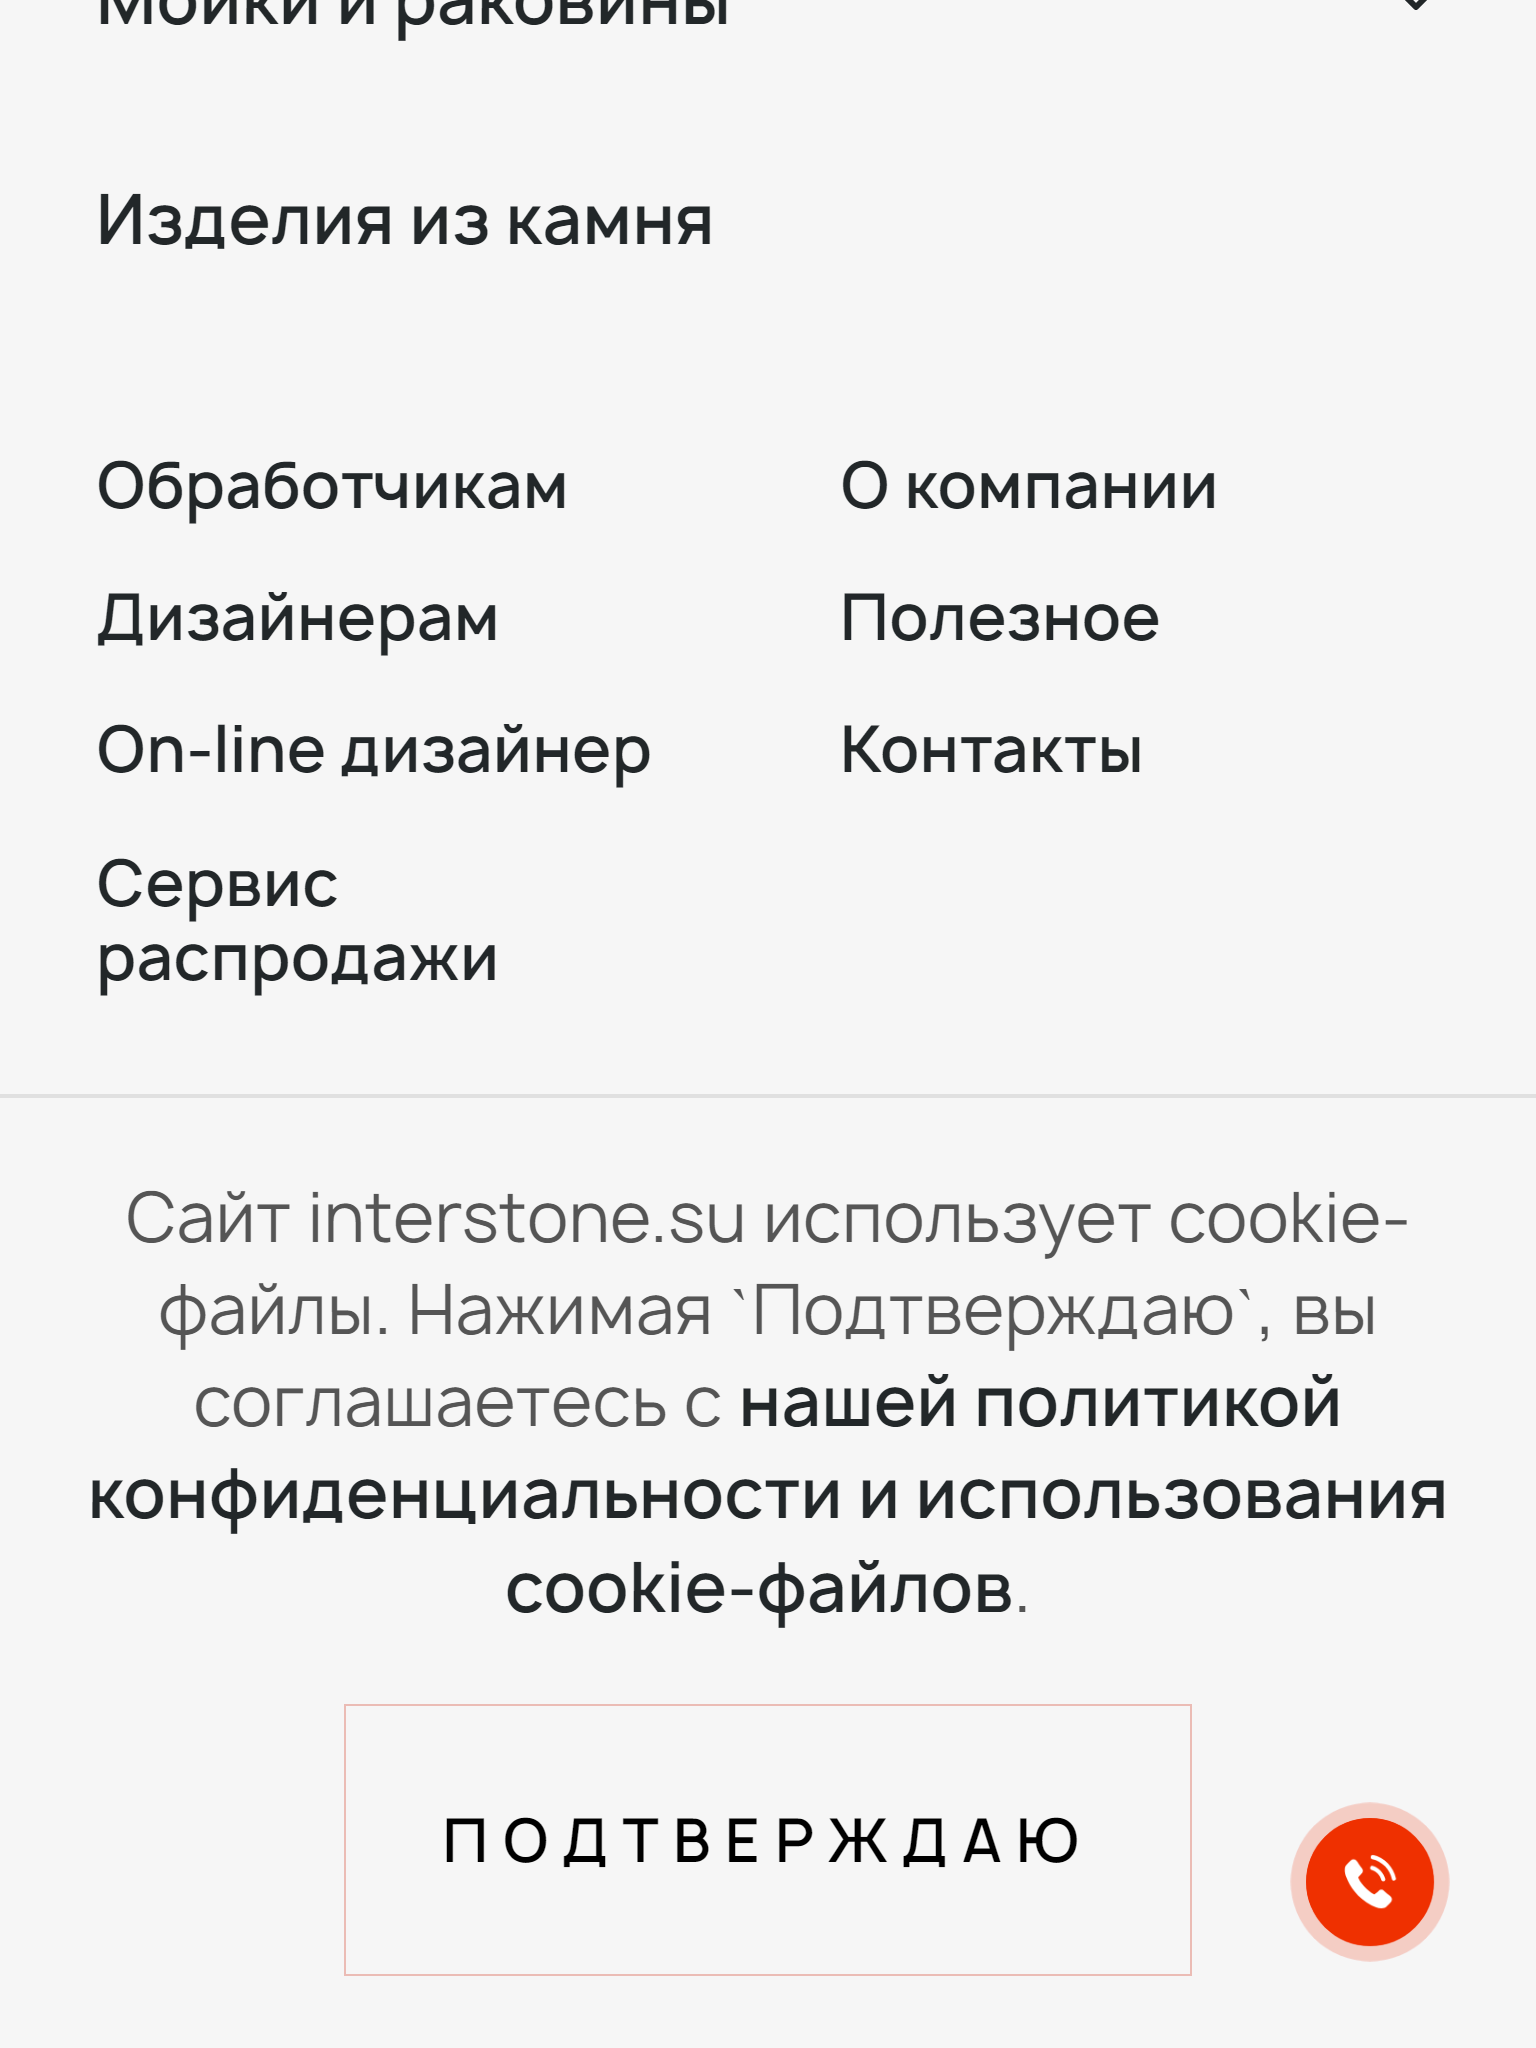 Мойки и раковины
Изделия из камня
Обработчикам
Дизайнерам
On-line дизайнер
Сервис
распродажи
О компании
Полезное
Контакты
Сайт interstone.su использует cookie-
файлы. Нажимая `Подтверждаю`, вы
соглашаетесь с нашей политикой
конфиденциальности и использования
cookie-файлов.
ПОДТВЕРЖДАЮ